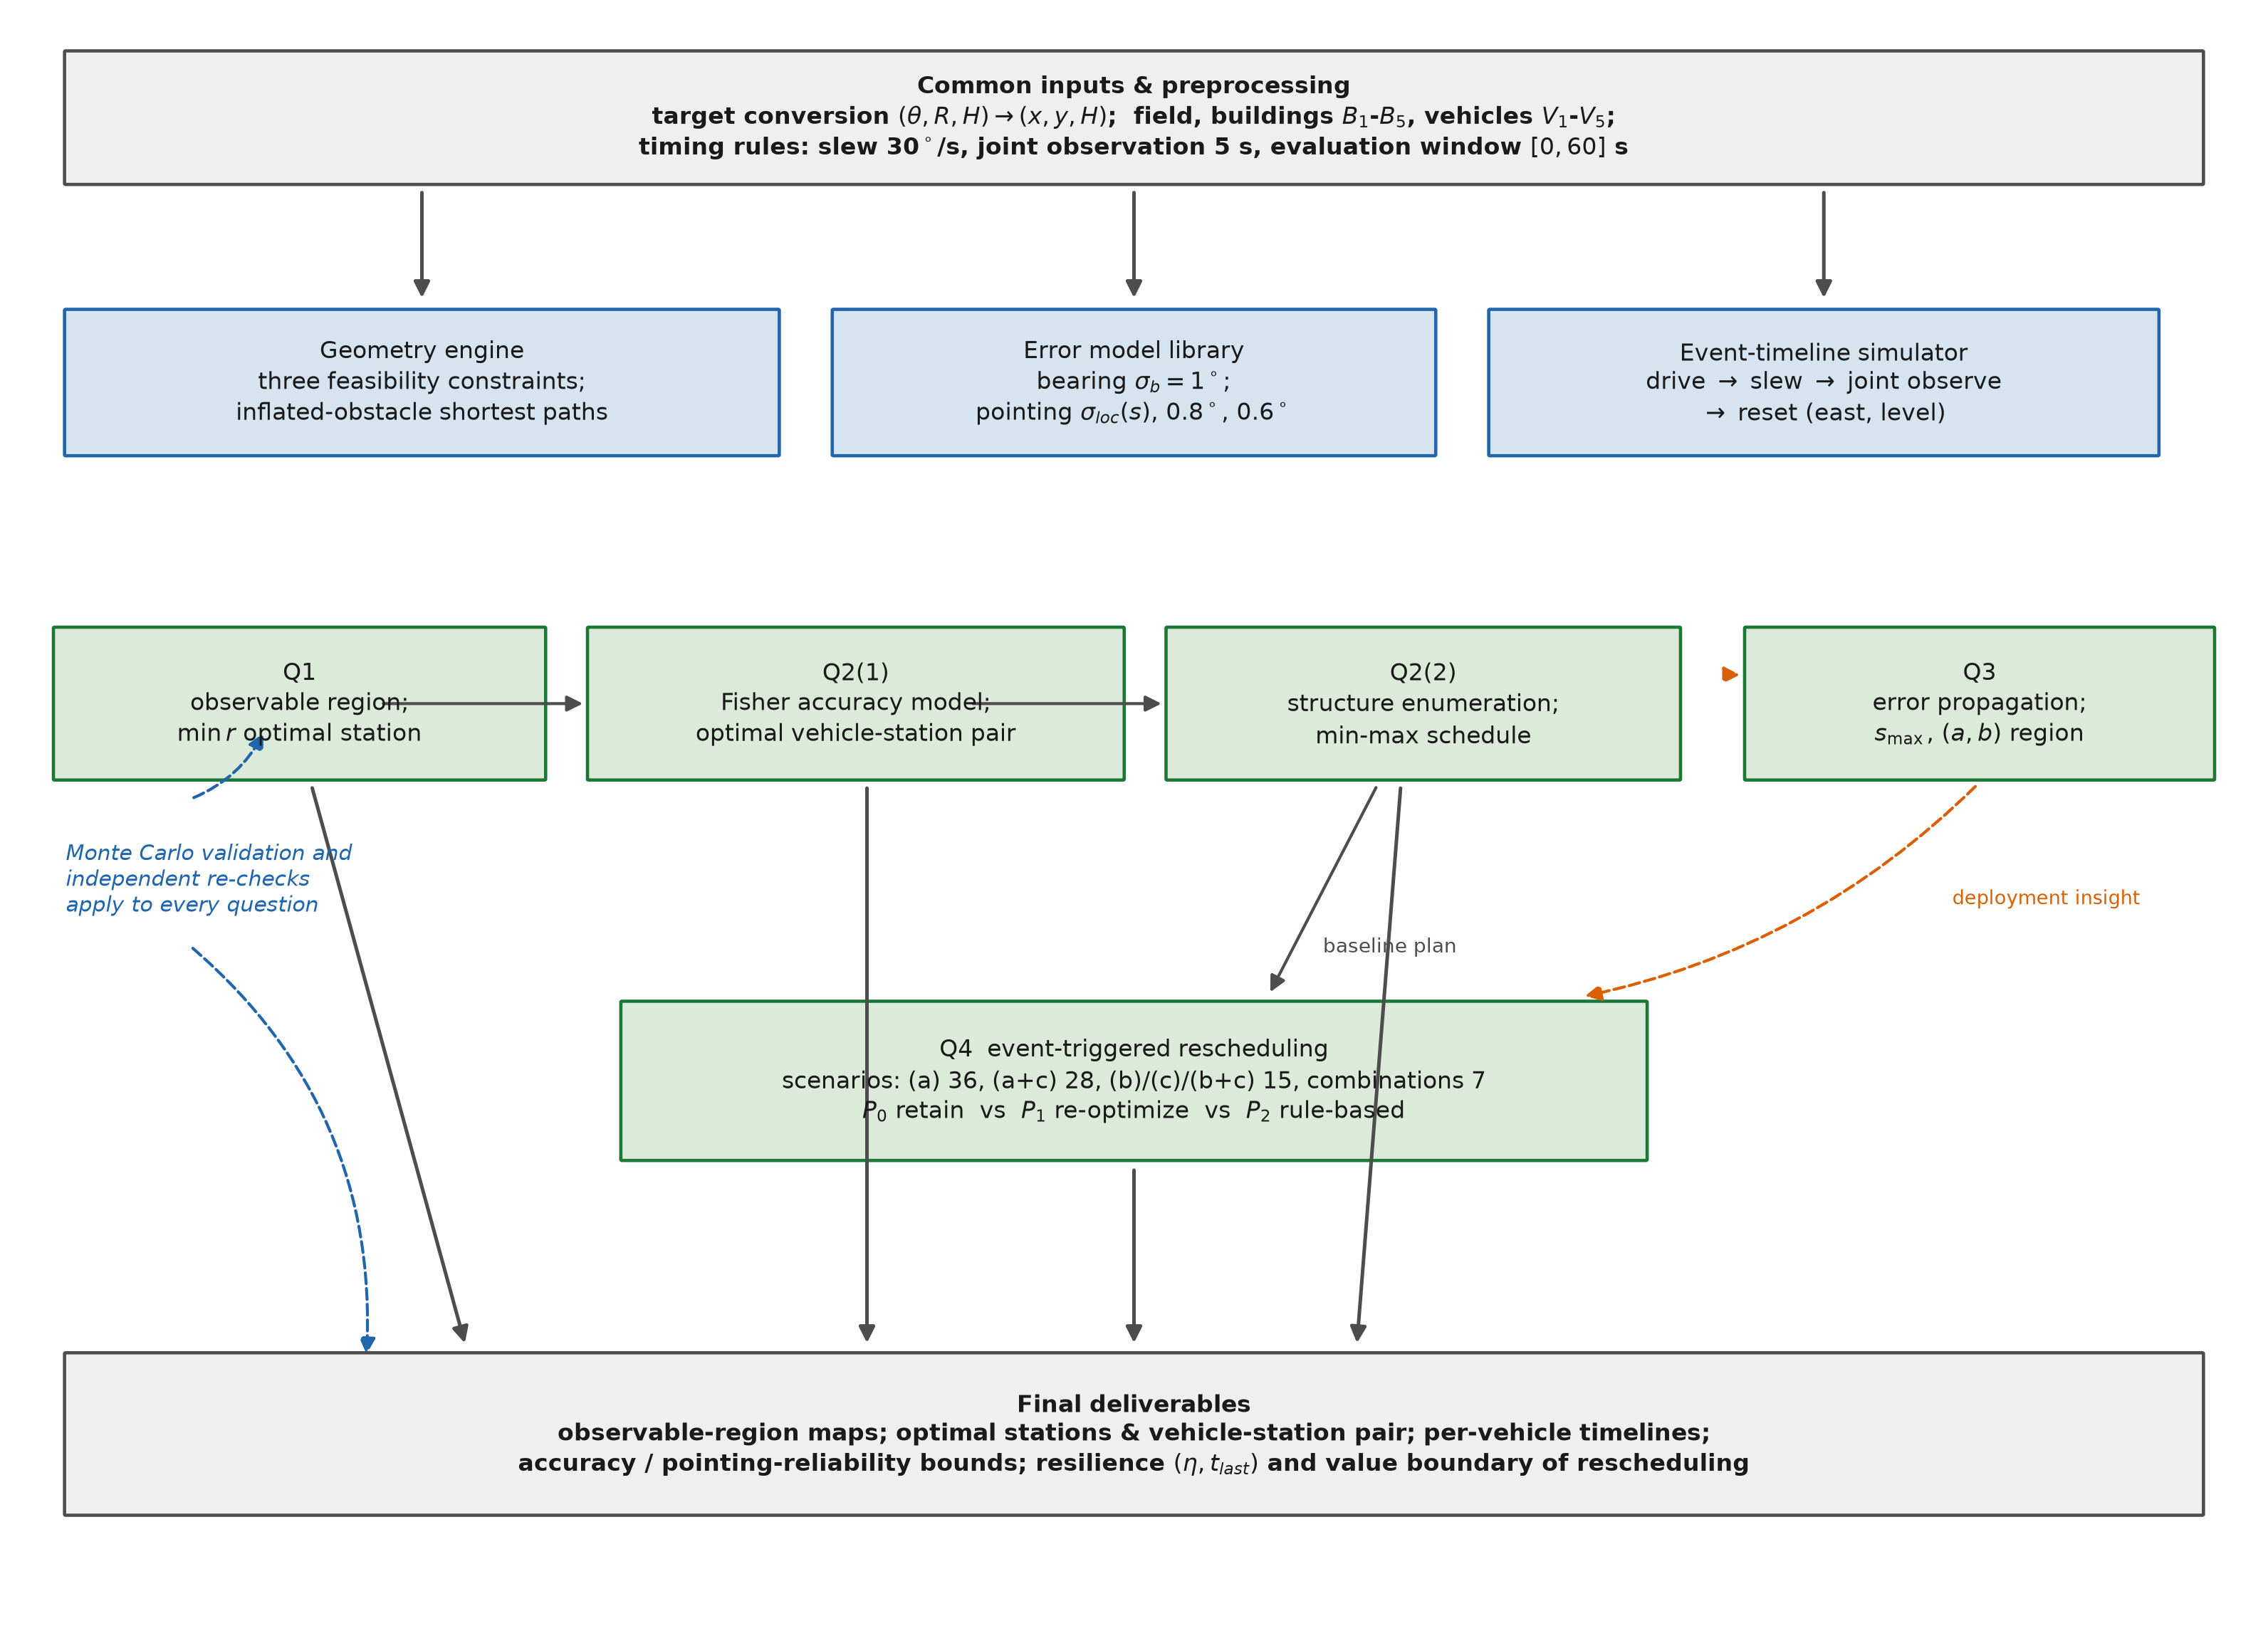 Common inputs & preprocessing
target conversion (θ, R, H) → (x, y, H);  field, buildings B₁-B₅, vehicles V₁-V₅;
timing rules: slew 30°/s, joint observation 5 s, evaluation window [0, 60] s
Geometry engine
three feasibility constraints;
inflated-obstacle shortest paths
Error model library
bearing σ_b = 1°;
pointing σ_loc(s), 0.8°, 0.6°
Event-timeline simulator
drive → slew → joint observe
→ reset (east, level)
Q1
observable region;
min r optimal station
Q2(1)
Fisher accuracy model;
optimal vehicle-station pair
Q2(2)
structure enumeration;
min-max schedule
Q3
error propagation;
s_max, (a, b) region
Monte Carlo validation and
independent re-checks
apply to every question
deployment insight
baseline plan
Q4  event-triggered rescheduling
scenarios: (a) 36, (a+c) 28, (b)/(c)/(b+c) 15, combinations 7
P₀ retain  vs  P₁ re-optimize  vs  P₂ rule-based
Final deliverables
observable-region maps; optimal stations & vehicle-station pair; per-vehicle timelines;
accuracy / pointing-reliability bounds; resilience (η, t_last) and value boundary of rescheduling